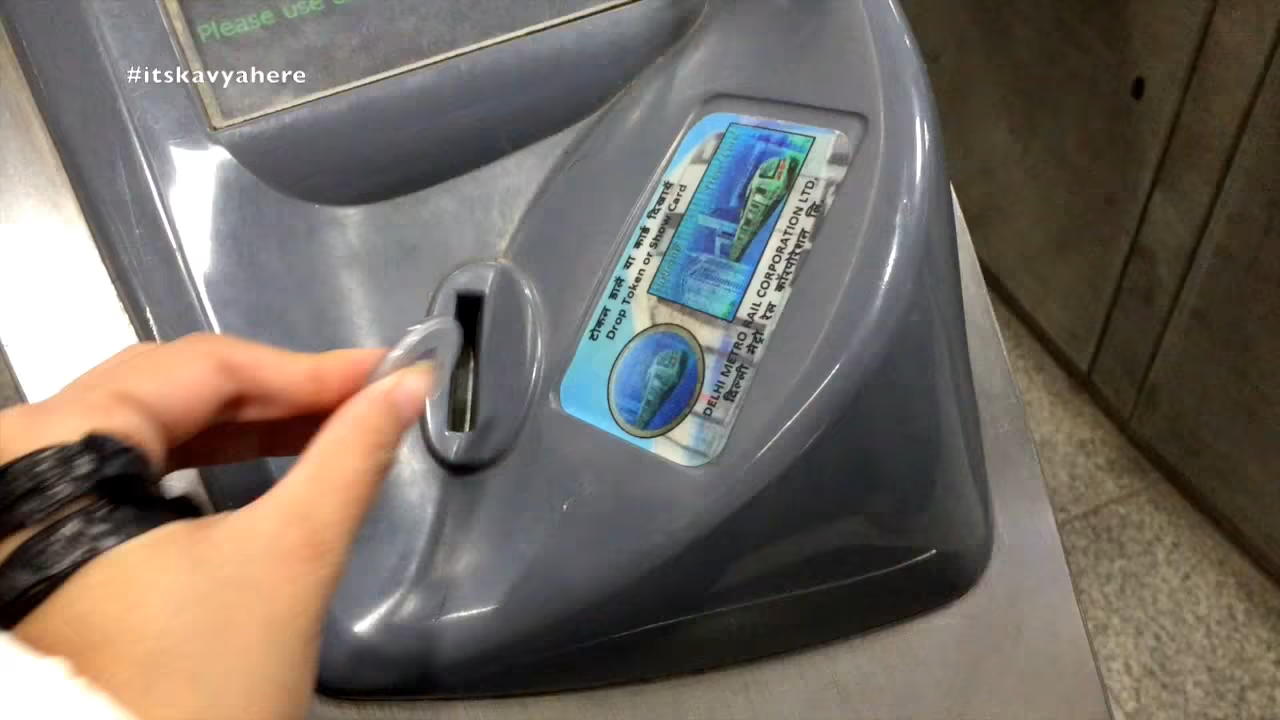 Please use
#itskavyahere
टोकन डालें या कार्ड दिखायें
Drop Token or Show Card
DELHI METRO RAIL CORPORATION LTD.
दिल्ली मेट्रो रेल कॉरपोरेशन लि.